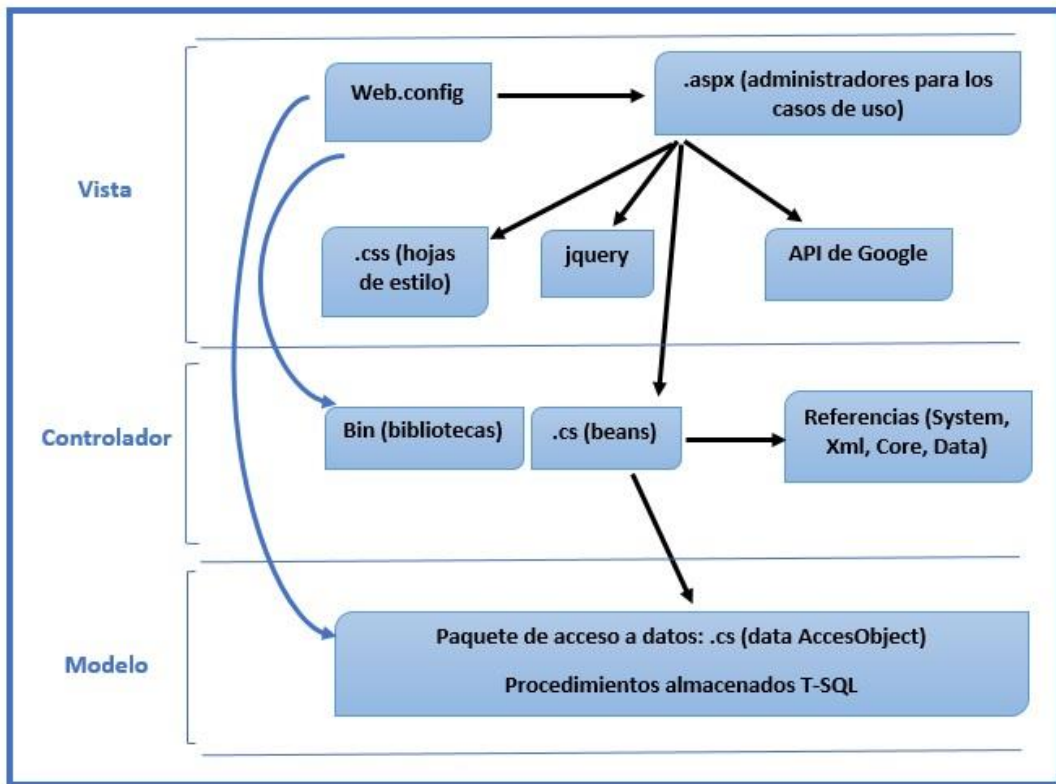 Vista
Web.config
.aspx (administradores para los
casos de uso)
.css (hojas
de estilo)
jquery
API de Google
Controlador
Bin (bibliotecas)
.cs (beans)
Referencias (System,
Xml, Core, Data)
Modelo
Paquete de acceso a datos: .cs (data AccesObject)
Procedimientos almacenados T-SQL